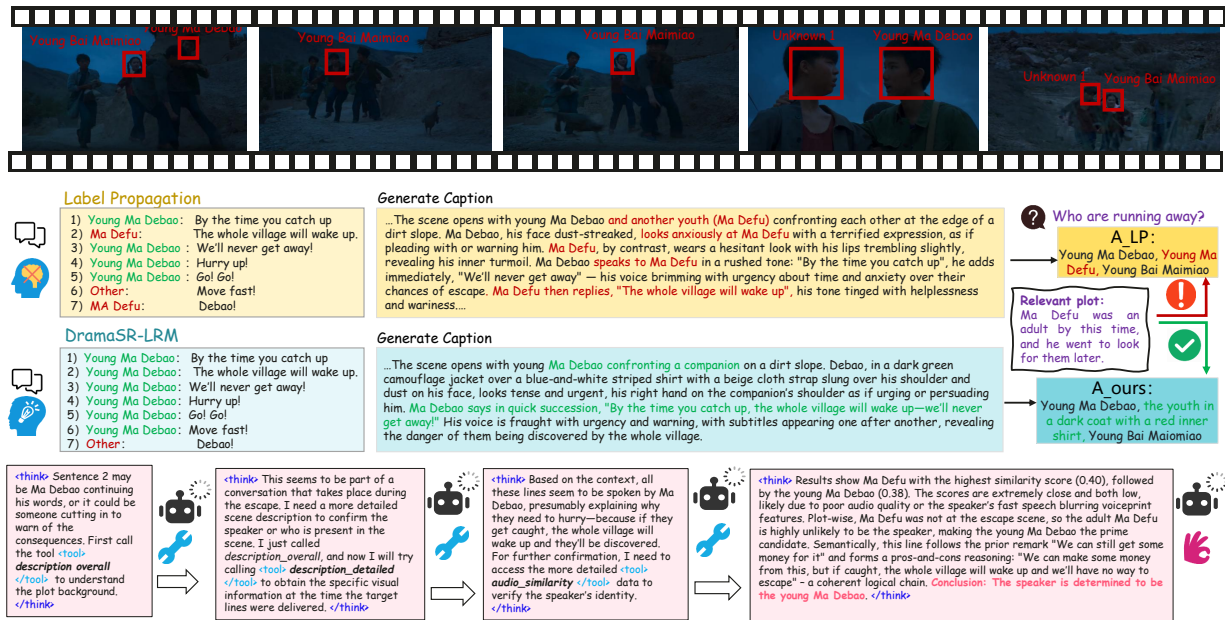 Young Bai Maimiao
Young Ma Debao
Young Bai Maimiao
Young Bai Maimiao
Unknown 1
Young Ma Debao
Unknown 1
Young Bai Maimiao
Label Propagation
1) Young Ma Debao: By the time you catch up
2) Ma Defu: The whole village will wake up.
3) Young Ma Debao : We'll never get away!
4) Young Ma Debao : Hurry up!
5) Young Ma Debao : Go! Go!
6) Other: Move fast!
7) MA Defu: Debao!
Generate Caption
...The scene opens with young Ma Debao and another youth (Ma Defu) confronting each other at the edge of a
dirt slope. Ma Debao, his face dust-streaked, looks anxiously at Ma Defu with a terrified expression, as if
pleading with or warning him. Ma Defu, by contrast, wears a hesitant look with his lips trembling slightly,
revealing his inner turmoil. Ma Debao speaks to Ma Defu in a rushed tone: "By the time you catch up", he adds
immediately, "We'll never get away" — his voice brimming with urgency about time and anxiety over their
chances of escape. Ma Defu then replies, "The whole village will wake up", his tone tinged with helplessness
and wariness....
Who are running away?
A_LP:
Young Ma Debao, Young Ma
Defu, Young Bai Maimiao
Relevant plot:
Ma Defu was an
adult by this time,
and he went to look
for them later.
DramaSR-LRM
1) Young Ma Debao: By the time you catch up
2) Young Ma Debao: The whole village will wake up.
3) Young Ma Debao: We'll never get away!
4) Young Ma Debao: Hurry up!
5) Young Ma Debao: Go! Go!
6) Young Ma Debao: Move fast!
7) Other: Debao!
Generate Caption
...The scene opens with young Ma Debao confronting a companion on a dirt slope. Debao, in a dark green
camouflage jacket over a blue-and-white striped shirt with a beige cloth strap slung over his shoulder and
dust on his face, looks tense and urgent, his right hand on the companion's shoulder as if urging or persuading
him. Ma Debao says in quick succession, "By the time you catch up, the whole village will wake up—we'll never
get away!" His voice is fraught with urgency and warning, with subtitles appearing one after another, revealing
the danger of them being discovered by the whole village.
A_ours:
Young Ma Debao, the youth
in a dark coat with a red inner
shirt, Young Bai Maiomiao
<think> Sentence 2 may
be Ma Debao continuing
his words, or it could be
someone cutting in to
warn of the
consequences. First call
the tool <tool>
description overall
</tool> to understand
the plot background.
</think>
<think> This seems to be part of a
conversation that takes place during
the escape. I need a more detailed
scene description to confirm the
speaker or who is present in the
scene. I just called
description_overall, and now I will try
calling <tool> description_detailed
</tool> to obtain the specific visual
information at the time the target
lines were delivered. </think>
<think> Based on the context, all
these lines seem to be spoken by Ma
Debao, presumably explaining why
they need to hurry—because if they
get caught, the whole village will
wake up and they'll be discovered.
For further confirmation, I need to
access the more detailed <tool>
audio_similarity </tool> data to
verify the speaker's identity.
</think>
<think> Results show Ma Defu with the highest similarity score (0.40), followed
by the young Ma Debao (0.38). The scores are extremely close and both low,
likely due to poor audio quality or the speaker's fast speech blurring voiceprint
features. Plot-wise, Ma Defu was not at the escape scene, so the adult Ma Defu
is highly unlikely to be the speaker, making the young Ma Debao the prime
candidate. Semantically, this line follows the prior remark "We can still get some
money for it" and forms a pros-and-cons reasoning: "We can make some money
from this, but if caught, the whole village will wake up and we'll have no way to
escape" – a coherent logical chain. Conclusion: The speaker is determined to be
the young Ma Debao. </think>